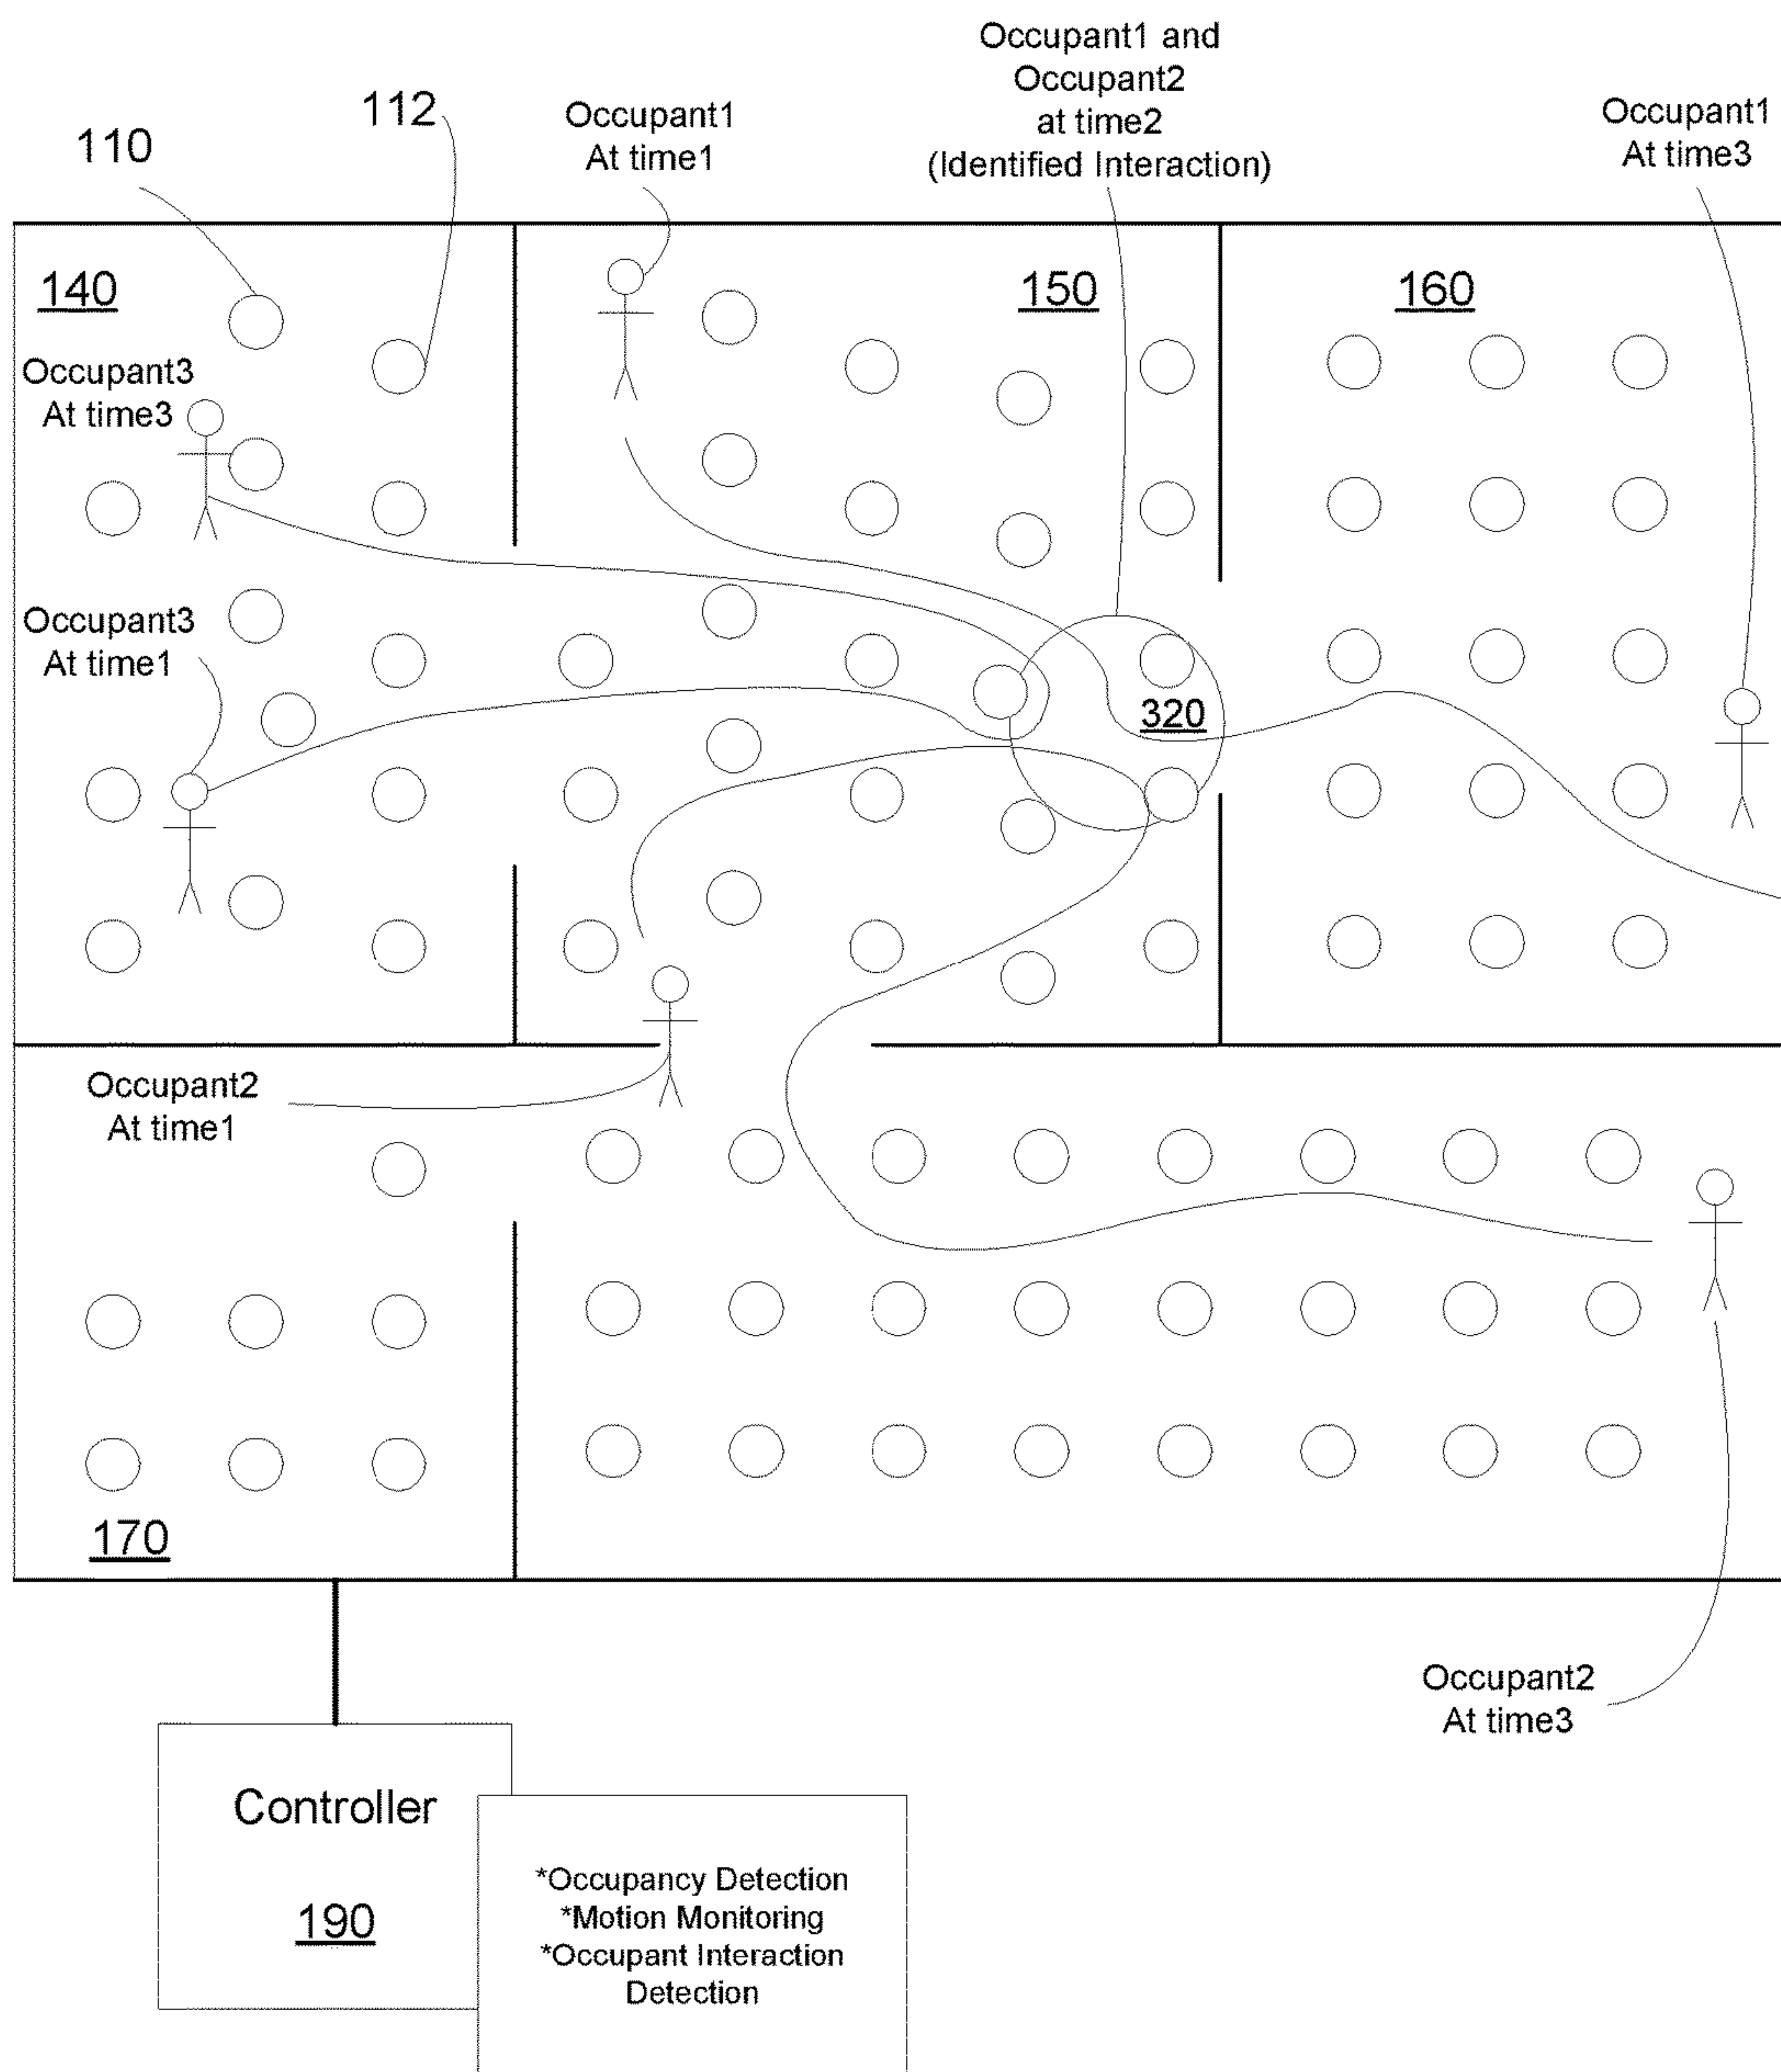 Occupant1 and
Occupant2
at time2
(Identified Interaction)
112
Occupant1
At time1
Occupant1
At time3
110
140
150
160
Occupant3
At time3
Occupant3
At time1
320
Occupant2
At time1
170
Occupant2
At time3
Controller
190
*Occupancy Detection
*Motion Monitoring
*Occupant Interaction
Detection